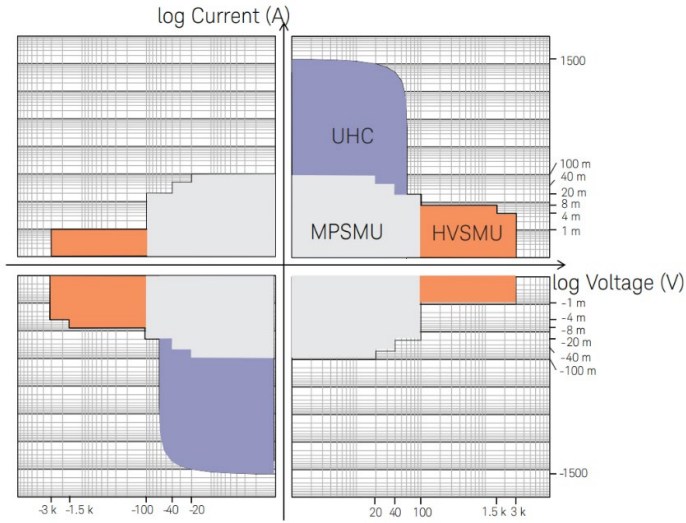 log Current (A)
1500
UHC
100 m
40 m
20 m
8 m
4 m
1 m
MPSMU
HVSMU
log Voltage (V)
-1 m
-4 m
-8 m
-20 m
-40 m
-100 m
-1500
-3 k
-1.5 k
-100
-40
-20
20
40
100
1.5 k
3 k